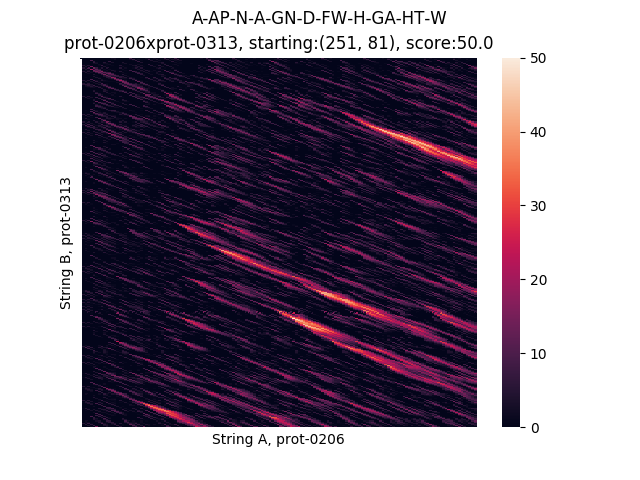 A-AP-N-A-GN-D-FW-H-GA-HT-W
prot-0206xprot-0313, starting:(251, 81), score:50.0
50
40
30
20
10
0
String B, prot-0313
String A, prot-0206